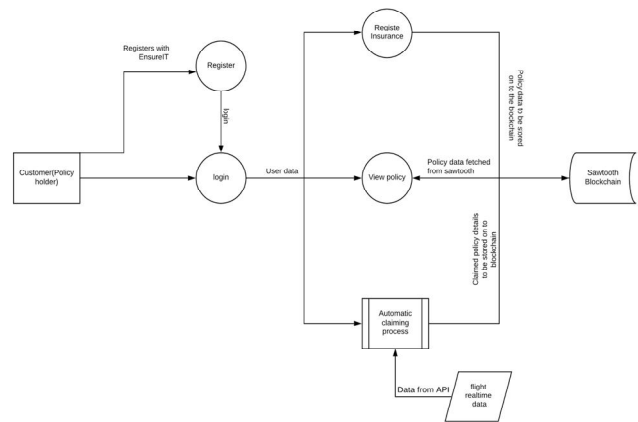 Registers with
EnsureIT
Register
login
Customer(Policy
holder)
login
User data
Registe
Insurance
Policy data to be stored
on to the bockchain
View policy
Policy data fetched
from sawtooth
Sawtooth
Blockchain
Claimed policy dstails
to be stored on to
blockchain
Automatic
claiming
process
Data from API
flight
realtime
data